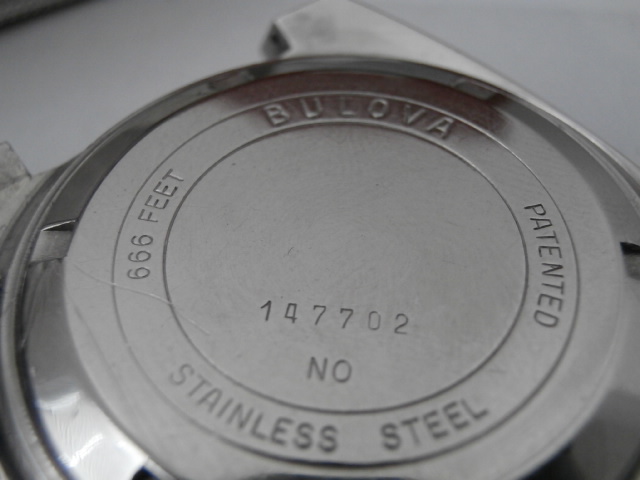 BULOVA
666 FEET
PATENTED
147702
NO
STAINLESS STEEL